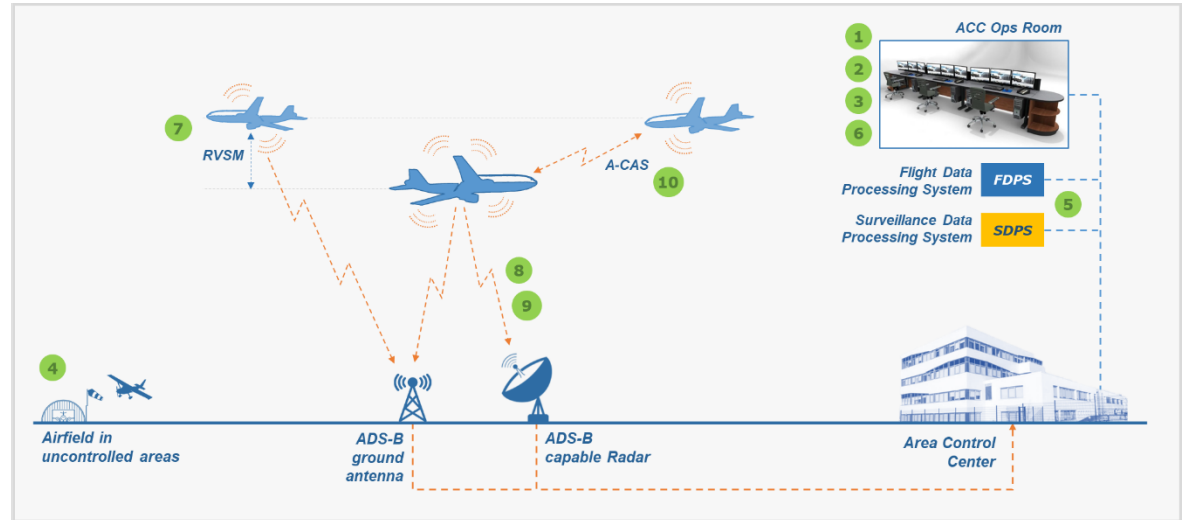 ACC Ops Room
1
2
3
6
7
RVSM
A-CAS
10
Flight Data
Processing System
FDPS
5
Surveillance Data
Processing System
SDPS
8
9
4
Airfield in
uncontrolled areas
ADS-B
ground
antenna
ADS-B
capable Radar
Area Control
Center